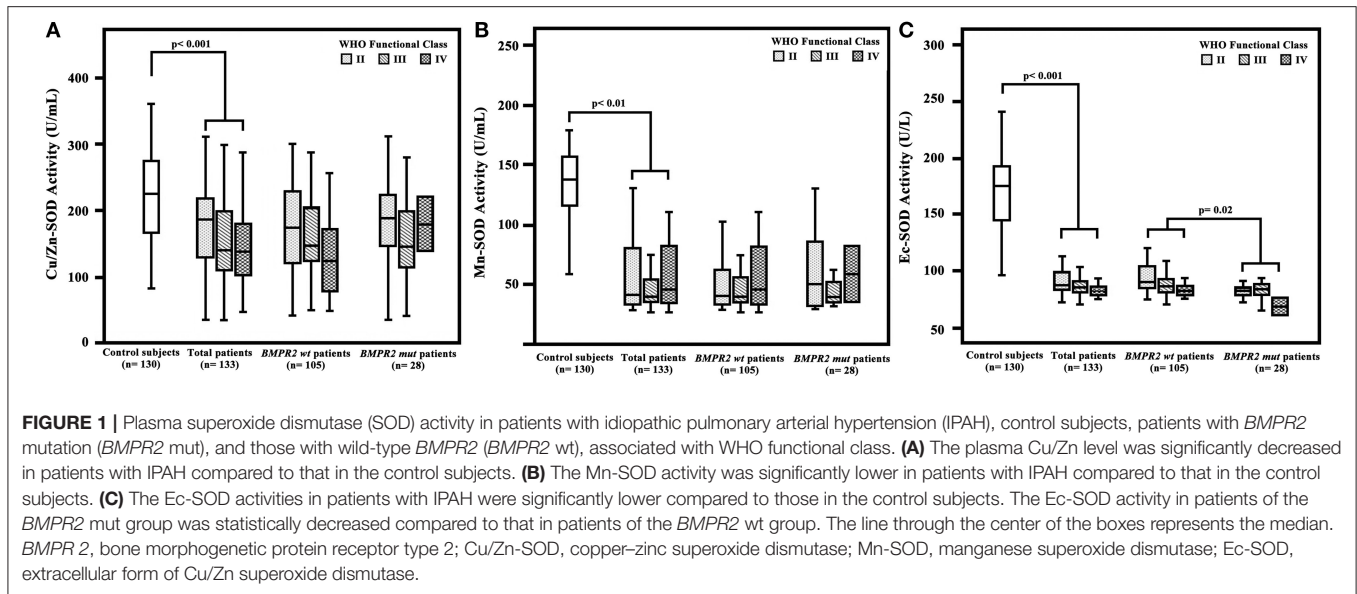 A
Cu/Zn-SOD Activity (U/mL)
400
300
200
100
0
p< 0.001
WHO Functional Class
II III IV
Control subjects
(n= 130)
Total patients
(n= 133)
BMPR2 wt patients
(n= 105)
BMPR2 mut patients
(n= 28)
B
Mn-SOD Activity (U/mL)
250
200
150
100
50
p< 0.01
WHO Functional Class
II III IV
Control subjects
(n= 130)
Total patients
(n= 133)
BMPR2 wt patients
(n= 105)
BMPR2 mut patients
(n= 28)
C
Ec-SOD Activity (U/L)
300
250
200
150
100
50
p< 0.001
p= 0.02
WHO Functional Class
II III IV
Control subjects
(n= 130)
Total patients
(n= 133)
BMPR2 wt patients
(n= 105)
BMPR2 mut patients
(n= 28)
FIGURE 1 | Plasma superoxide dismutase (SOD) activity in patients with idiopathic pulmonary arterial hypertension (IPAH), control subjects, patients with BMPR2
mutation (BMPR2 mut), and those with wild-type BMPR2 (BMPR2 wt), associated with WHO functional class. (A) The plasma Cu/Zn level was significantly decreased
in patients with IPAH compared to that in the control subjects. (B) The Mn-SOD activity was significantly lower in patients with IPAH compared to that in the control
subjects. (C) The Ec-SOD activities in patients with IPAH were significantly lower compared to those in the control subjects. The Ec-SOD activity in patients of the
BMPR2 mut group was statistically decreased compared to that in patients of the BMPR2 wt group. The line through the center of the boxes represents the median.
BMPR 2, bone morphogenetic protein receptor type 2; Cu/Zn-SOD, copper–zinc superoxide dismutase; Mn-SOD, manganese superoxide dismutase; Ec-SOD,
extracellular form of Cu/Zn superoxide dismutase.